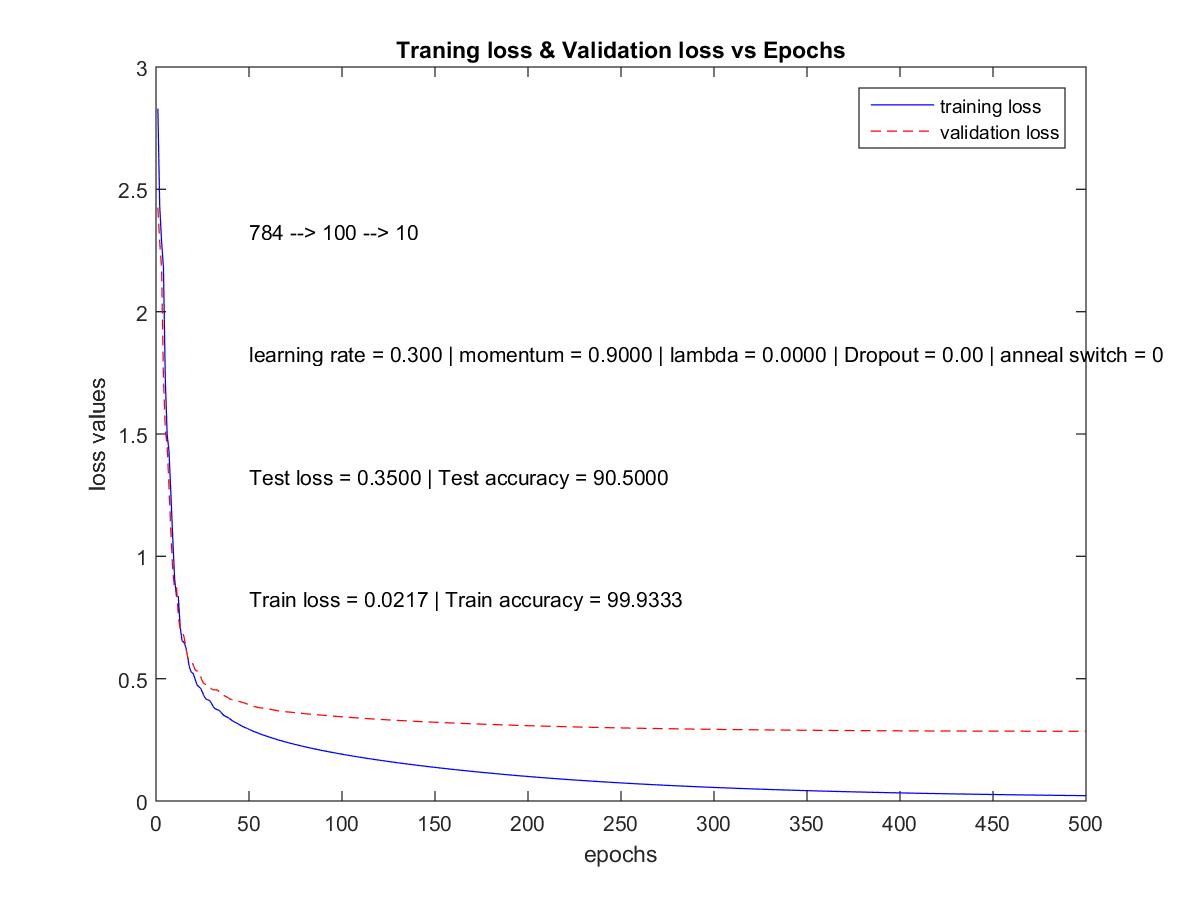 Traning loss & Validation loss vs Epochs
3
training loss
validation loss
2.5
784 --> 100 --> 10
2
learning rate = 0.300 | momentum = 0.9000 | lambda = 0.0000 | Dropout = 0.00 | anneal switch = 0
1.5
loss values
Test loss = 0.3500 | Test accuracy = 90.5000
1
Train loss = 0.0217 | Train accuracy = 99.9333
0.5
0
0 50 100 150 200 250 300 350 400 450 500
epochs